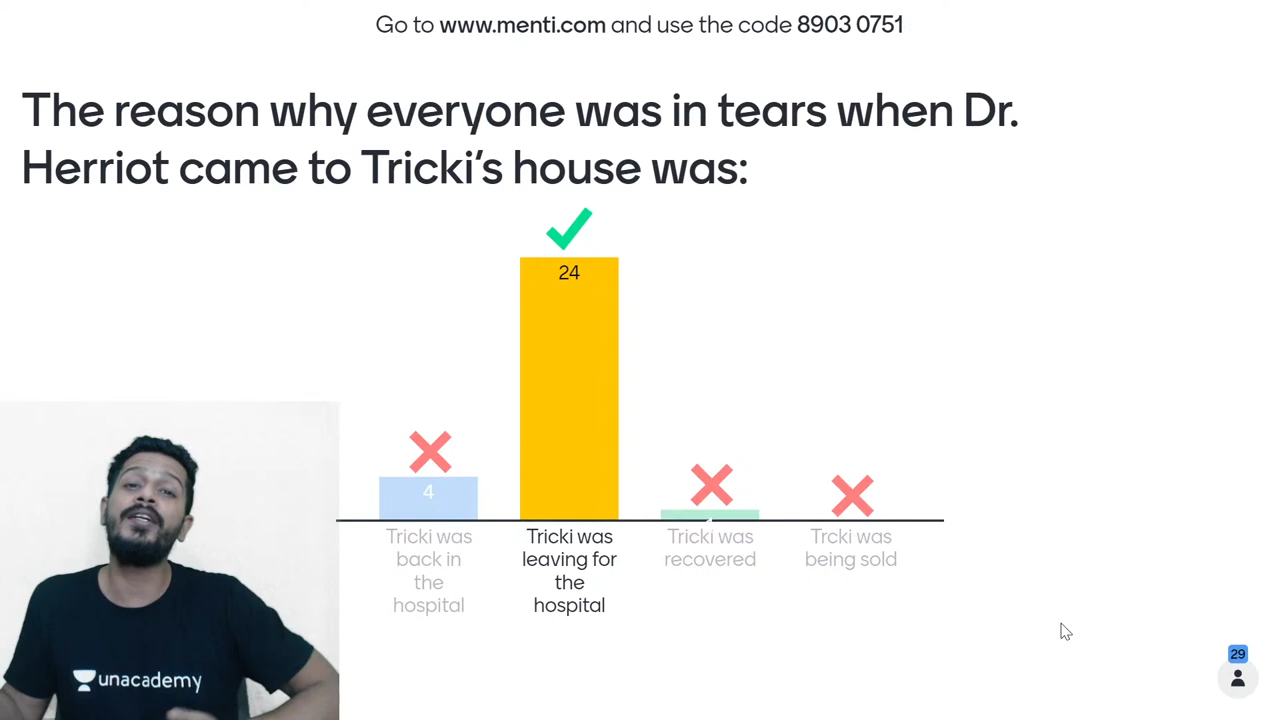 Go to www.menti.com and use the code 8903 0751
The reason why everyone was in tears when Dr.
Herriot came to Tricki's house was:
24
4
Tricki was
back in
the
hospital
Tricki was
leaving for
the
hospital
Tricki was
recovered
Trcki was
being sold
unacademy
29